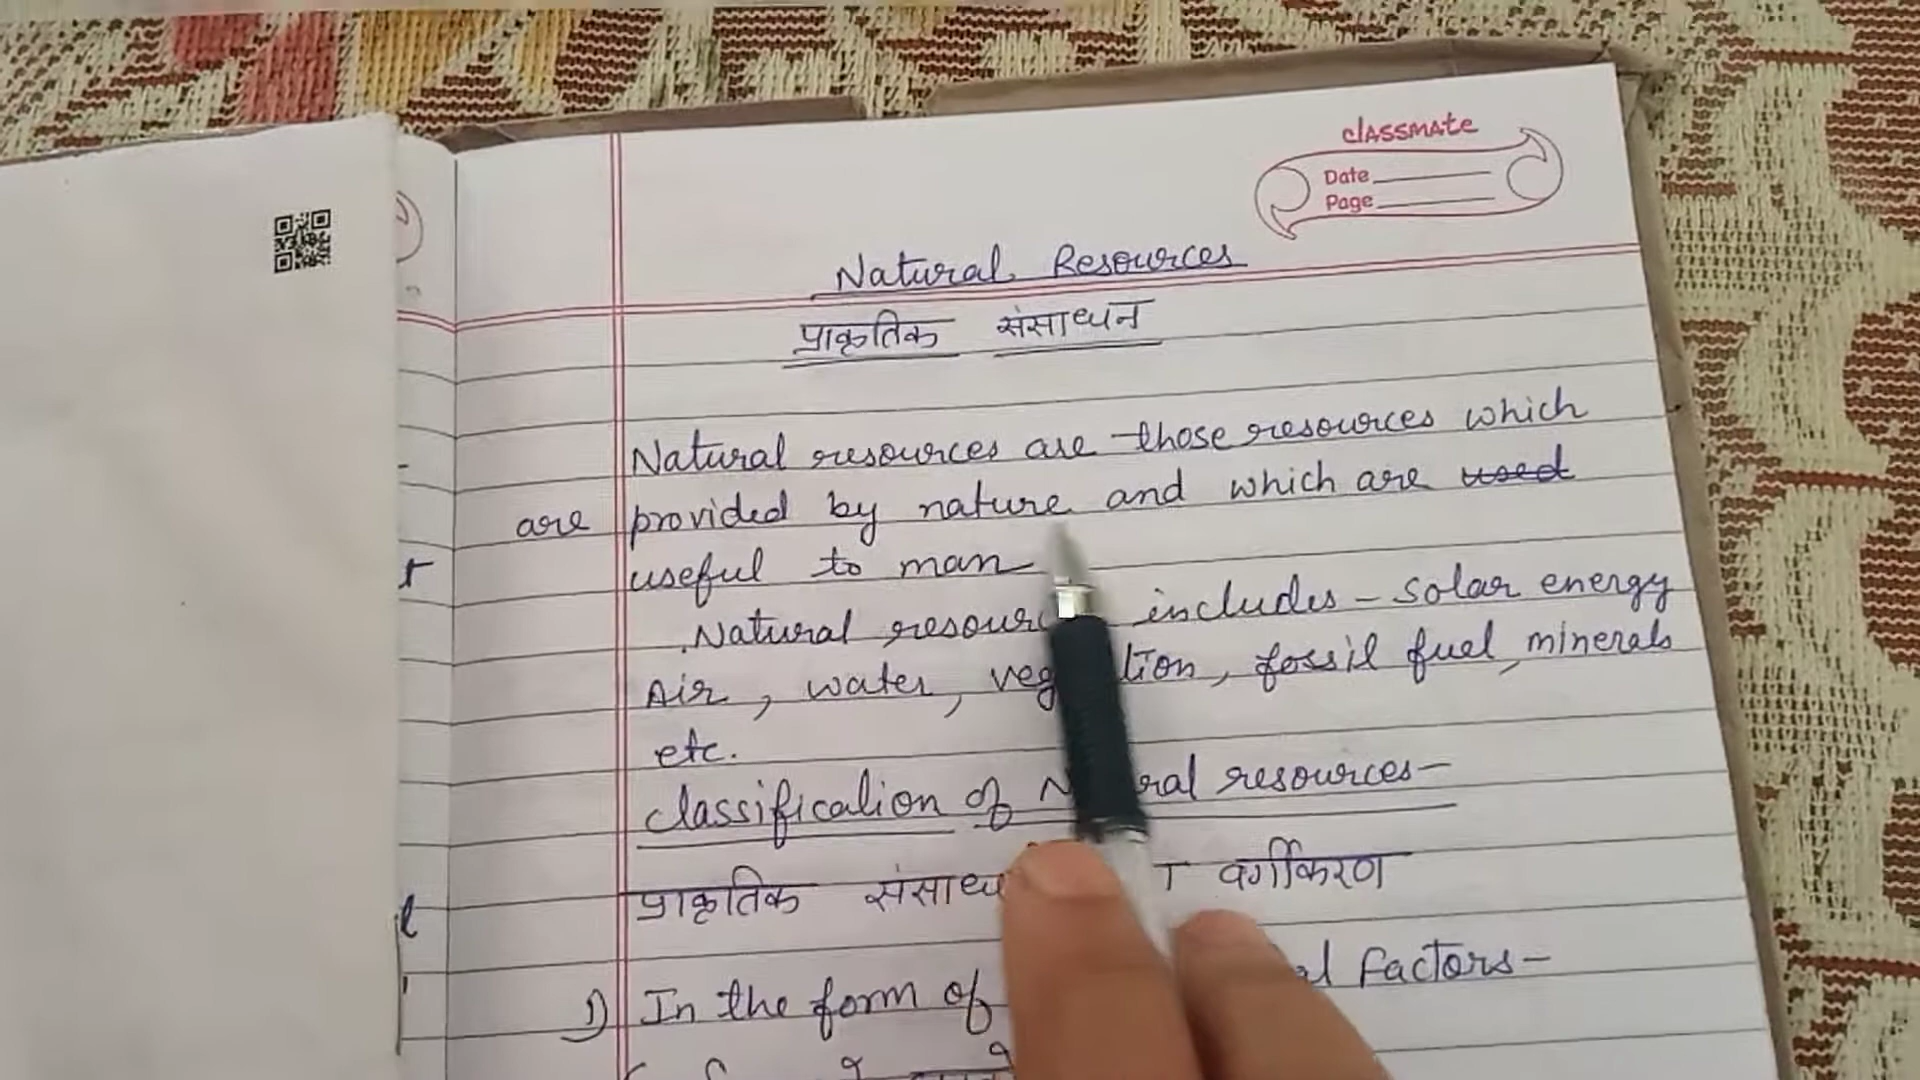 classmate
Date
Page
Natural Resources
प्राकृतिक संसाधन
Natural resources are those resources which
are provided by nature and which are used
useful to man
Natural includes - solar energy
Air, water, fossil fuel, minerals
etc.
classification of resources-
प्राकृतिक वर्गीकरण
1) In the form of factors-